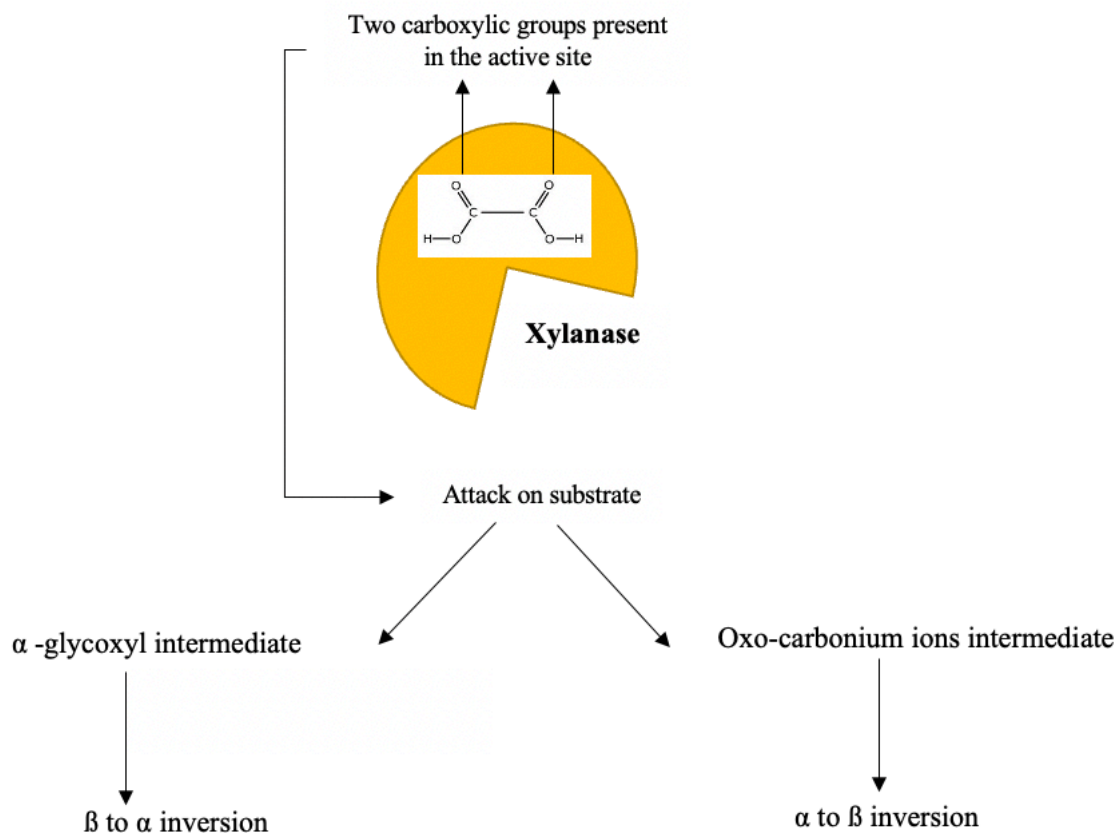 Two carboxylic groups present
in the active site
O O
C C
H O O H
Xylanase
Attack on substrate
α -glycoxyl intermediate
Oxo-carbonium ions intermediate
ß to α inversion
α to ß inversion